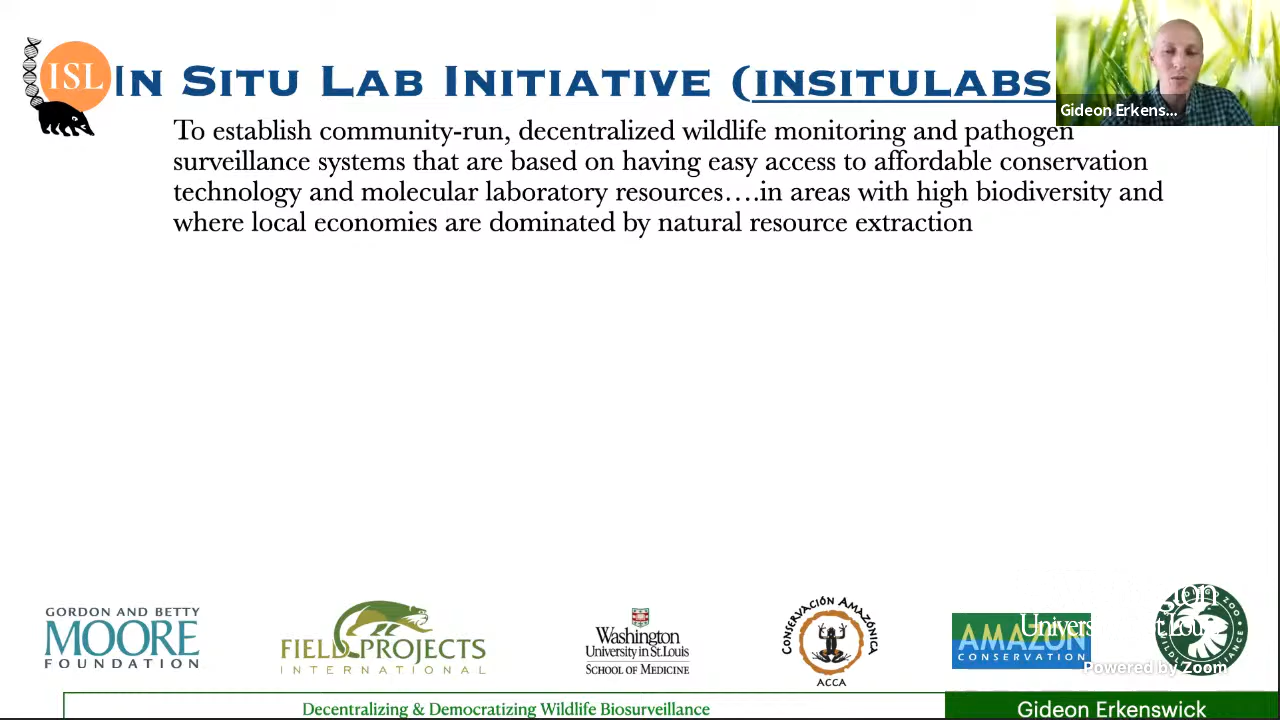 ISL
IN SITU LAB INITIATIVE (INSITULABS
Gideon Erkens...
To establish community-run, decentralized wildlife monitoring and pathogen
surveillance systems that are based on having easy access to affordable conservation
technology and molecular laboratory resources….in areas with high biodiversity and
where local economies are dominated by natural resource extraction
GORDON AND BETTY
MOORE
FOUNDATION
FIELD PROJECTS
INTERNATIONAL
Washington
University in St. Louis
SCHOOL OF MEDICINE
CONSERVACIÓN AMAZÓNICA
ACCA
AMAZON
CONSERVATION
Powered by Zoom
Decentralizing & Democratizing Wildlife Biosurveillance
Gideon Erkenswick